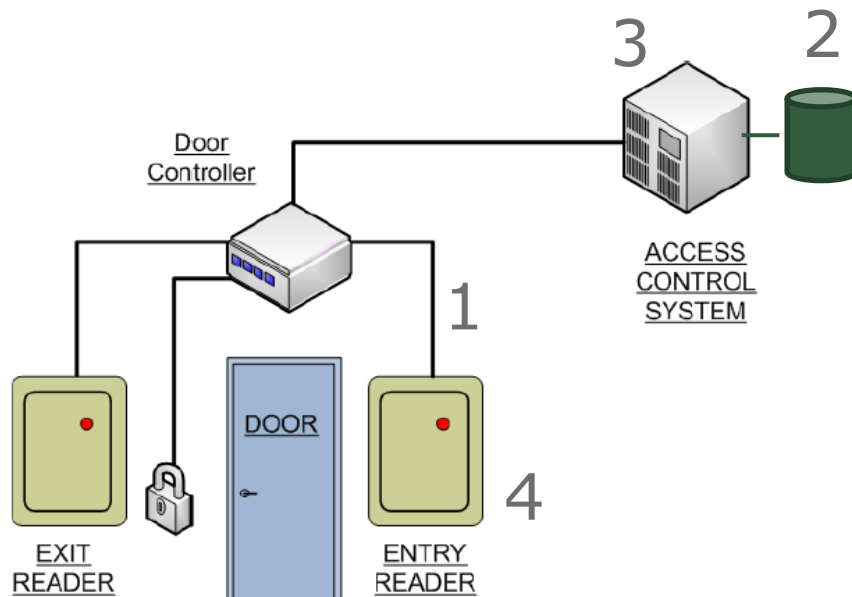 3
2
Door
Controller
ACCESS
CONTROL
SYSTEM
1
DOOR
4
EXIT
READER
ENTRY
READER